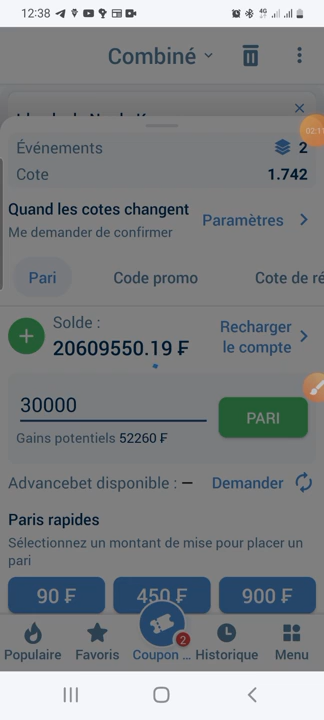 12:38
4G
Combiné
Événements
2
Cote
1.742
Quand les cotes changent
Me demander de confirmer
Paramètres
Pari
Code promo
Cote de ré
Solde :
20609550.19 ₣
Recharger
le compte
30000
PARI
Gains potentiels 52260 ₣
Advancebet disponible : –
Demander
Paris rapides
Sélectionnez un montant de mise pour placer un
pari
90 ₣
450 ₣
900 ₣
2
Populaire
Favoris
Coupon ...
Historique
Menu